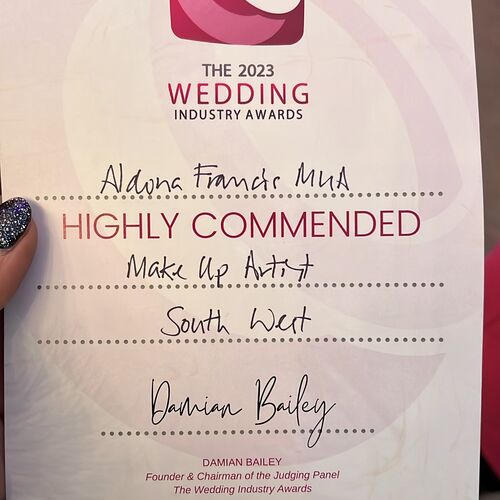 THE 2023
WEDDING
INDUSTRY AWARDS
Aldona Francis MUA
HIGHLY COMMENDED
Make Up Artist
South West
Damian Bailey
DAMIAN BAILEY
Founder & Chairman of the Judging Panel
The Wedding Industry Awards